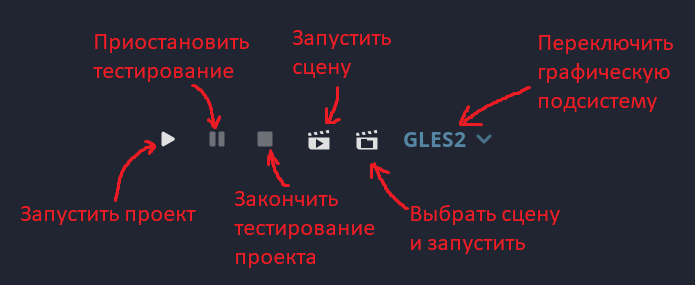 Приостановить
тестирование
Запустить
сцену
Переключить
графическую
подсистему
GLES2
Запустить проект
Закончить
тестирование
проекта
Выбрать сцену
и запустить